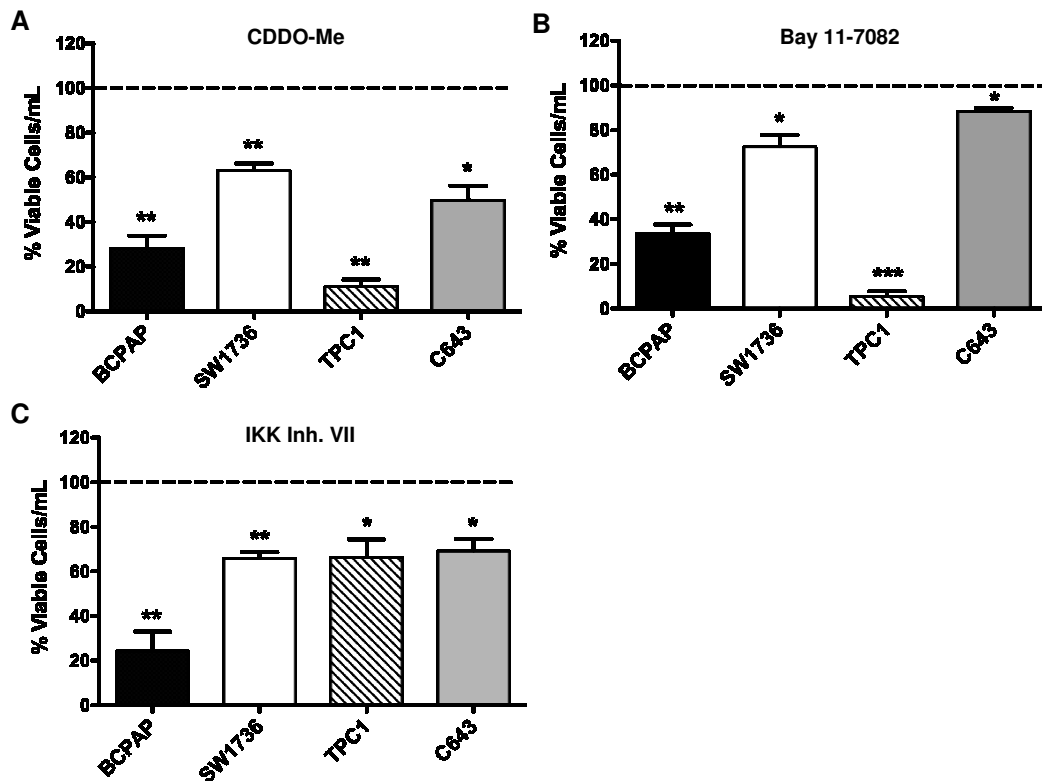 A
CDDO-Me
% Viable Cells/mL
120
100
80
60
40
20
0
**
**
**
*
BCPAP
SW1736
TPC1
C643
B
Bay 11-7082
% Viable Cells/mL
120
100
80
60
40
20
0
**
*
***
*
BCPAP
SW1736
TPC1
C643
C
IKK Inh. VII
% Viable Cells/mL
120
100
80
60
40
20
0
**
**
*
*
BCPAP
SW1736
TPC1
C643